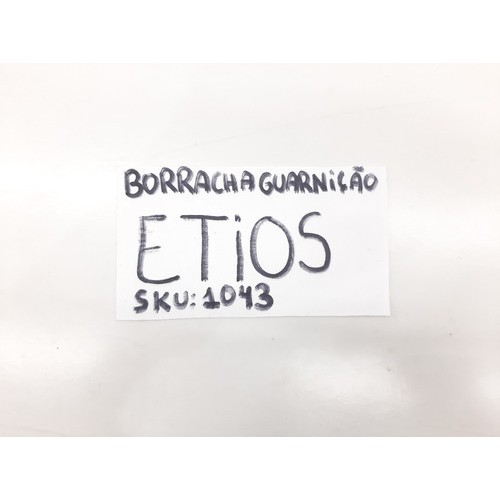 BORRACHA GUARNiÇÃO
ETiOS
SKU:1043